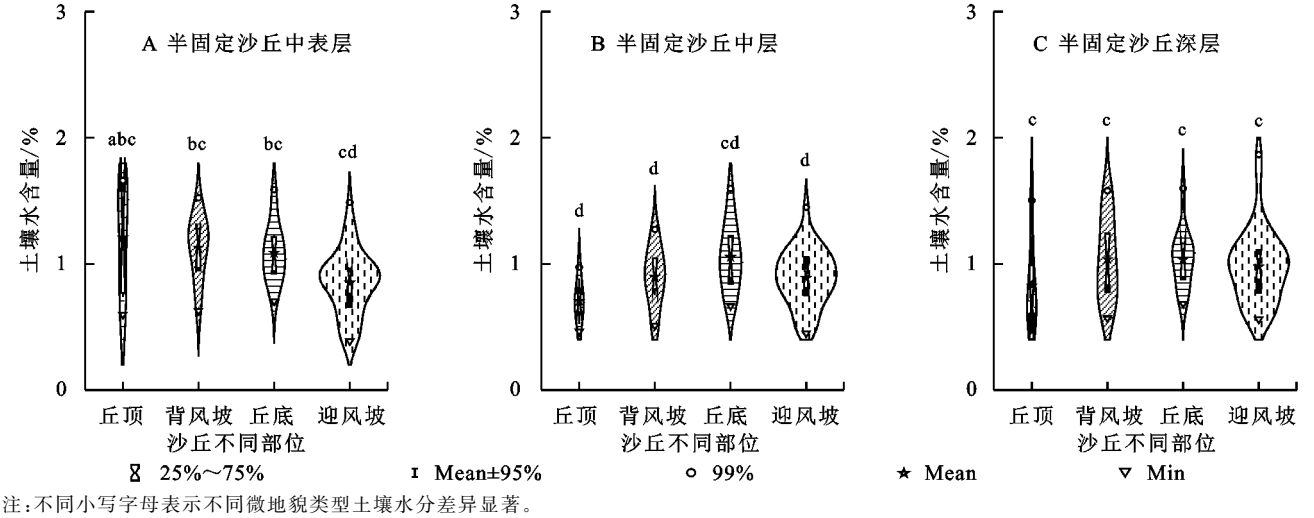 A 半固定沙丘中表层
土壤水含量/%
3
2
1
0
abc
bc
bc
cd
丘顶
背风坡
丘底
迎风坡
沙丘不同部位
B 半固定沙丘中层
土壤水含量/%
3
2
1
0
d
d
cd
d
丘顶
背风坡
丘底
迎风坡
沙丘不同部位
C 半固定沙丘深层
土壤水含量/%
3
2
1
0
c
c
c
c
丘顶
背风坡
丘底
迎风坡
沙丘不同部位
25%～75%
Mean±95%
99%
Mean
Min
注:不同小写字母表示不同微地貌类型土壤水分差异显著。